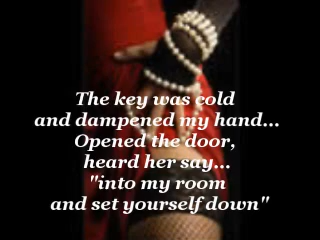 The key was cold
and dampened my hand...
Opened the door,
heard her say...
"into my room
and set yourself down"